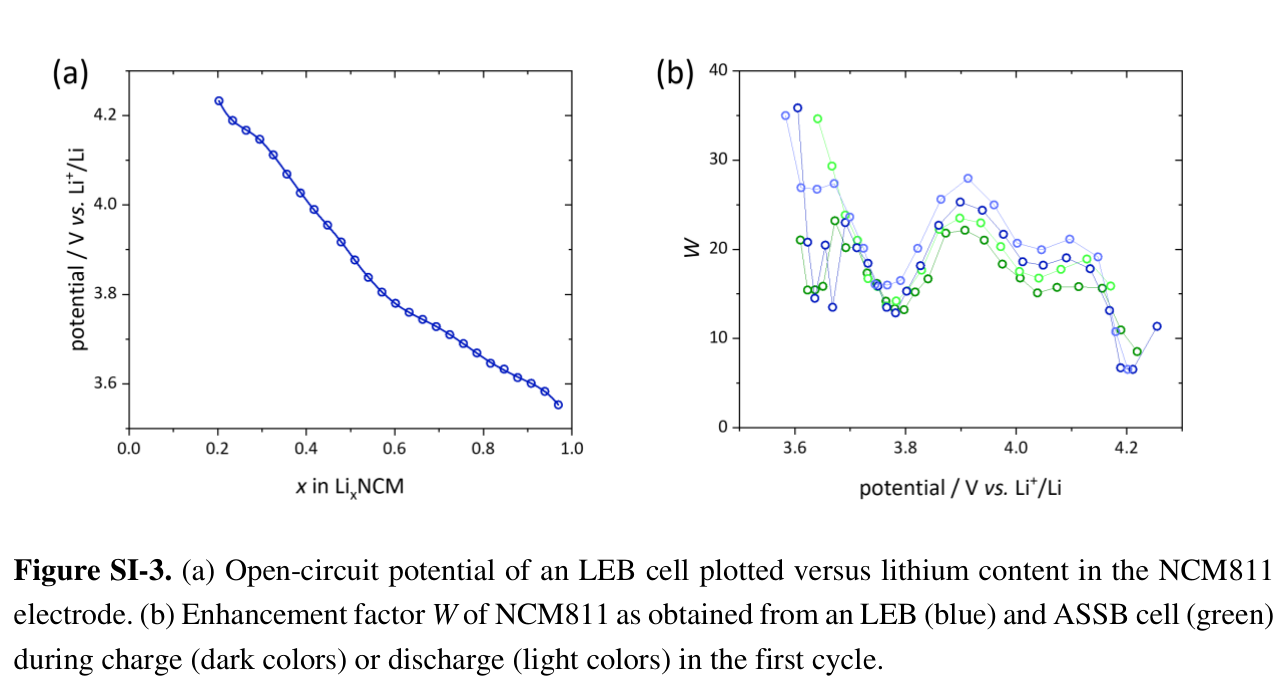 (a)
potential / V vs. Li⁺/Li
4.2
4.0
3.8
3.6
0.0 0.2 0.4 0.6 0.8 1.0
x in LiₓNCM
(b)
W
40
30
20
10
0
3.6 3.8 4.0 4.2
potential / V vs. Li⁺/Li
Figure SI-3. (a) Open-circuit potential of an LEB cell plotted versus lithium content in the NCM811
electrode. (b) Enhancement factor W of NCM811 as obtained from an LEB (blue) and ASSB cell (green)
during charge (dark colors) or discharge (light colors) in the first cycle.